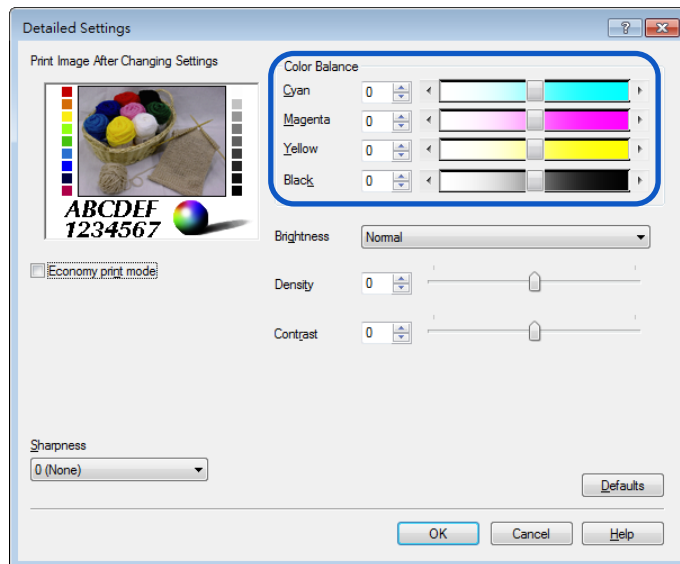 Detailed Settings
Print Image After Changing Settings
ABCDEF
1234567
Economy print mode
Color Balance
Cyan 0
Magenta 0
Yellow 0
Black 0
Brightness Normal
Density 0
Contrast 0
Sharpness
0 (None)
Defaults
OK Cancel Help